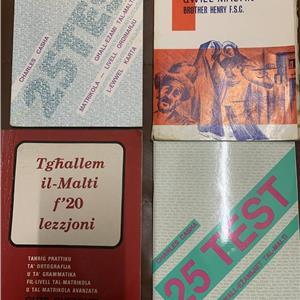 CHARLES CASHA
25 TEST
GĦALL-EŻAMI TAL-MALTI
MATRIKOLA — LIVELL ORDINARJU
L-EWWEL KARTA
BROTHER HENRY F.S.C.
Tgħallem
il-Malti
f'20
lezzjoni
TAĦRIĠ PRATTIKU
TA' ORTOGRAFIJA
U TA' GRAMMATIKA
FIL-LIVELL TAL-MATRIKOLA
U TAL-MATRIKOLA AVANZATA
CHARLES CASHA
25 TEST